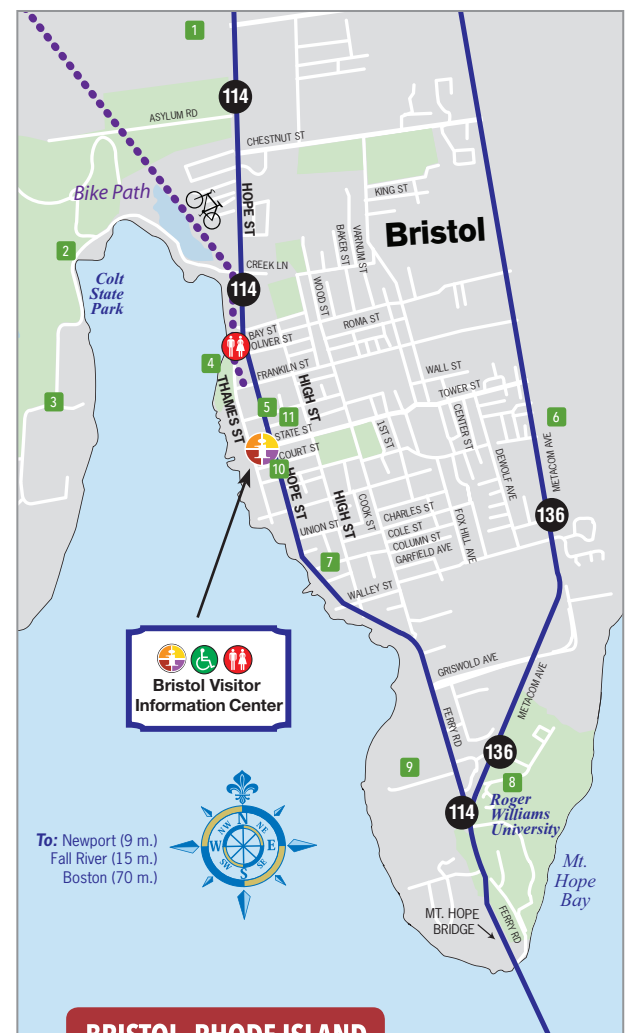 1
114
ASYLUM RD
CHESTNUT ST
Bike Path
HOPE ST
KING ST
Bristol
BAKER ST
VARNUM ST
2
CREEK LN
Colt
State
Park
114
WOOD ST
BAY ST
OLIVER ST
ROMA ST
4
FRANKILN ST
WALL ST
TOWER ST
3
THAMES ST
HIGH ST
5
11
6
STATE ST
1ST ST
CENTER ST
METACOM AVE
COURT ST
10
HOPE ST
DEWOLF AVE
HIGH ST
COOK ST
CHARLES ST
COLE ST
COLUMN ST
GARFIELD AVE
FOX HILL AVE
136
UNION ST
7
WALLEY ST
Bristol Visitor
Information Center
GRISWOLD AVE
METACOM AVE
FERRY RD
136
9
8
114
Roger
Williams
University
N
NE
E
SE
S
SW
W
NW
To: Newport (9 m.)
Fall River (15 m.)
Boston (70 m.)
Mt.
Hope
Bay
MT. HOPE
BRIDGE
FERRY RD
BRISTOL, RHODE ISLAND